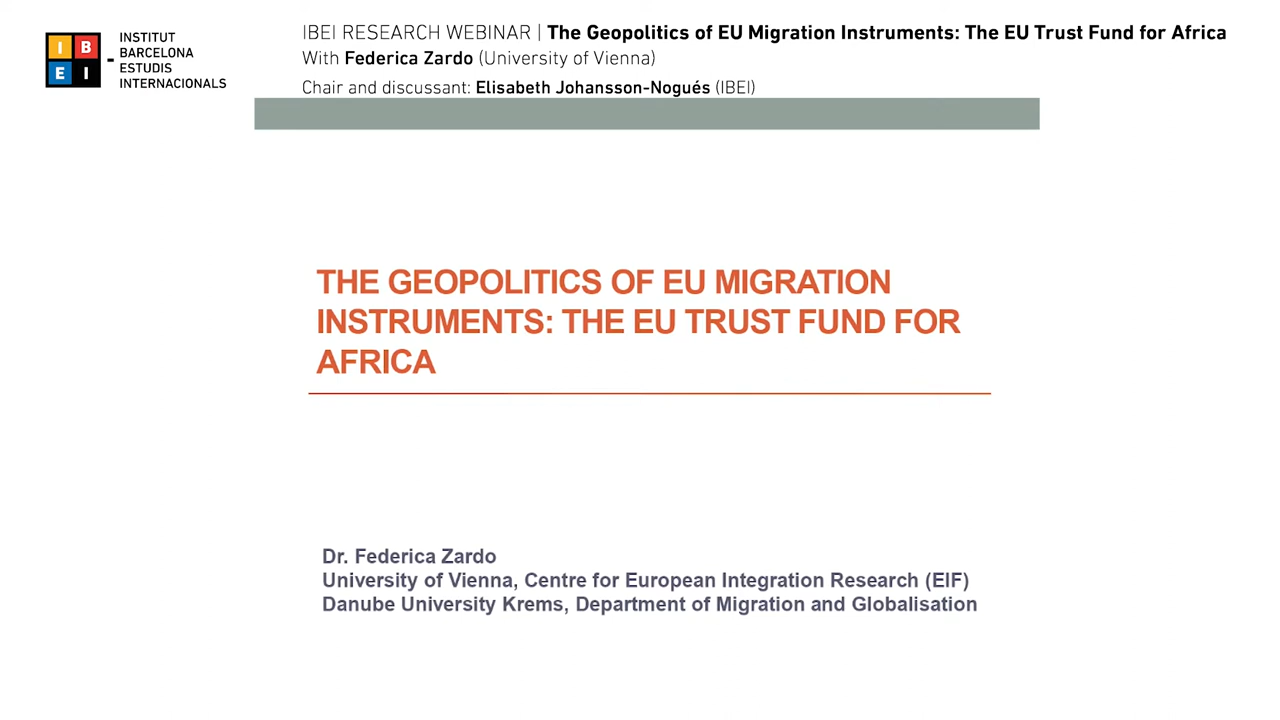 IBEI
INSTITUT
BARCELONA
ESTUDIS
INTERNACIONALS
IBEI RESEARCH WEBINAR | The Geopolitics of EU Migration Instruments: The EU Trust Fund for Africa
With Federica Zardo (University of Vienna)
Chair and discussant: Elisabeth Johansson-Nogués (IBEI)
THE GEOPOLITICS OF EU MIGRATION
INSTRUMENTS: THE EU TRUST FUND FOR
AFRICA
Dr. Federica Zardo
University of Vienna, Centre for European Integration Research (EIF)
Danube University Krems, Department of Migration and Globalisation